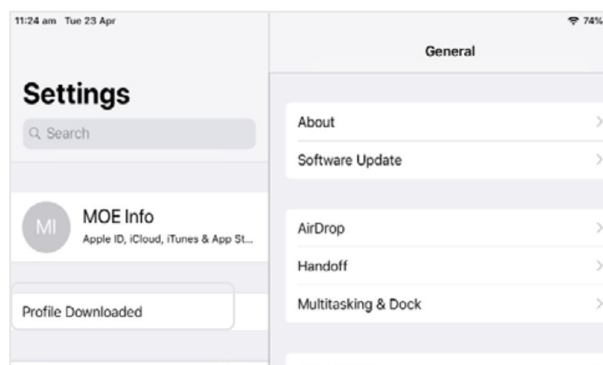 11:24 am Tue 23 Apr
74%
Settings
Search
MI
MOE Info
Apple ID, iCloud, iTunes & App St...
Profile Downloaded
General
About
Software Update
AirDrop
Handoff
Multitasking & Dock